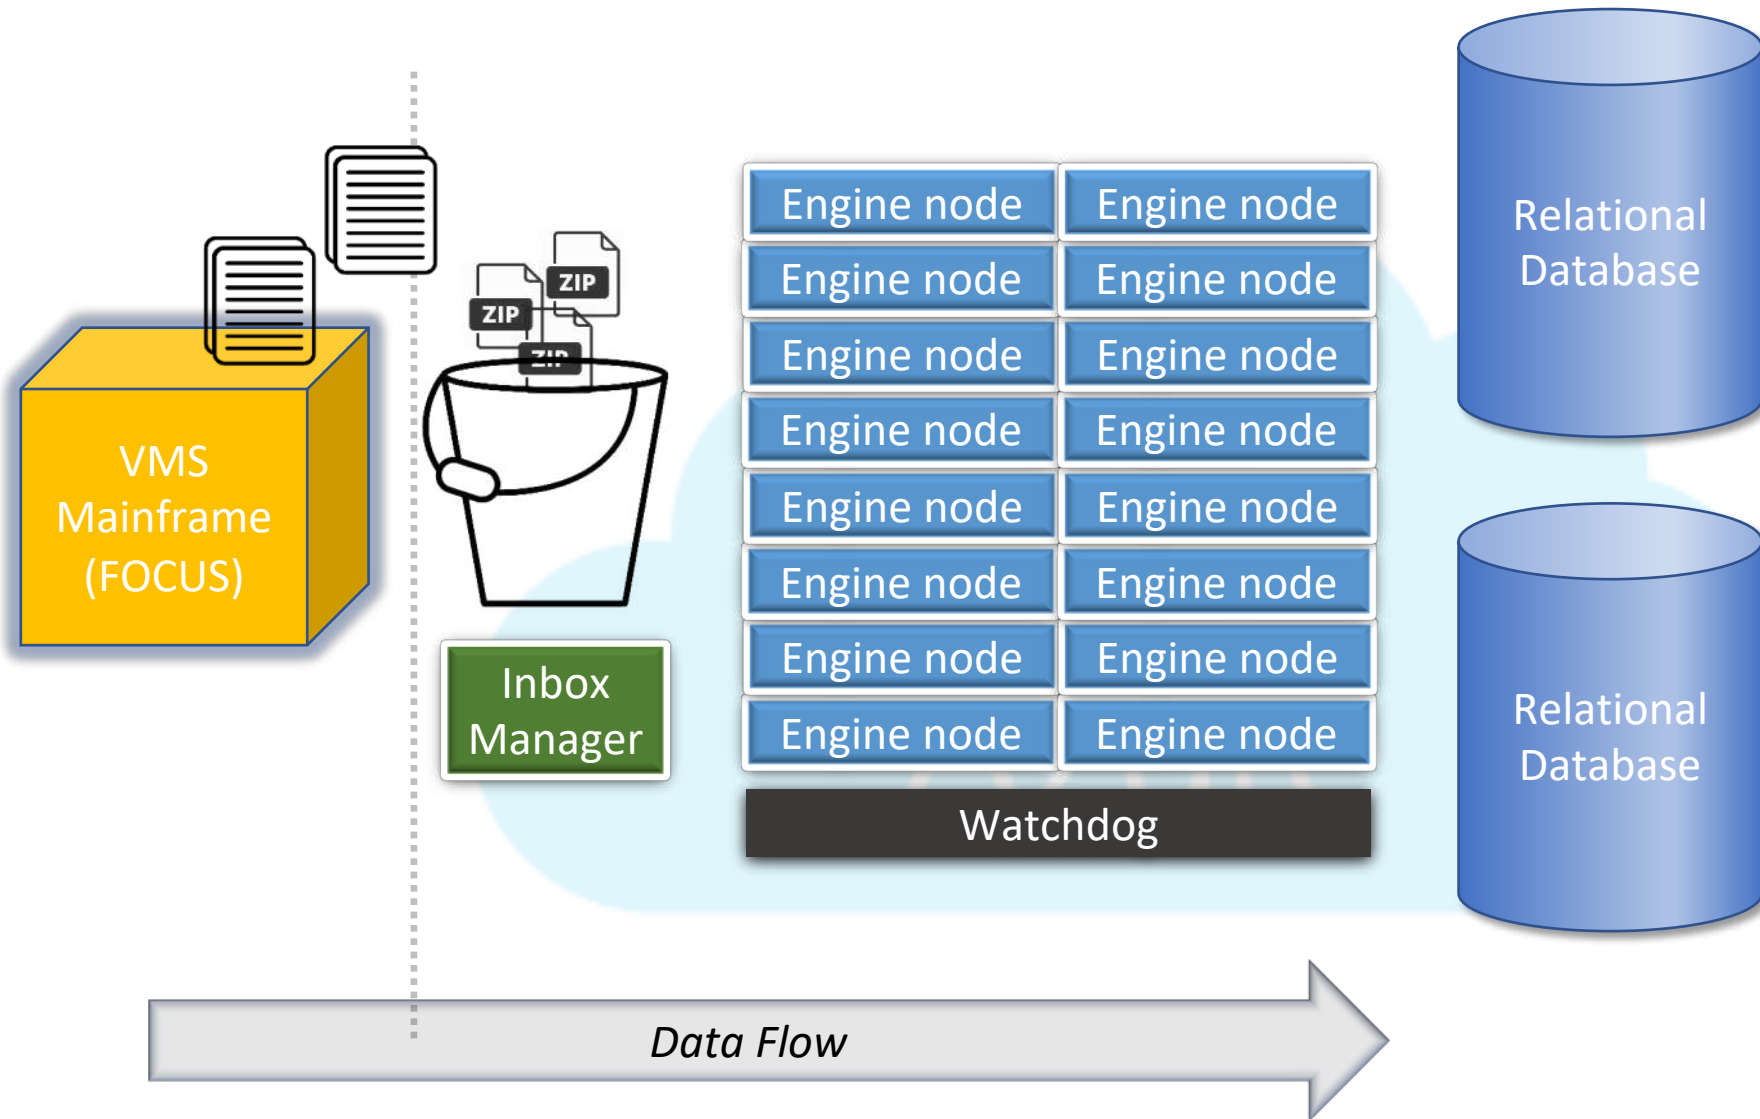 VMS
Mainframe
(FOCUS)
ZIP
ZIP
ZIP
Inbox
Manager
Engine node Engine node
Engine node Engine node
Engine node Engine node
Engine node Engine node
Engine node Engine node
Engine node Engine node
Engine node Engine node
Engine node Engine node
Watchdog
Relational
Database
Relational
Database
Data Flow